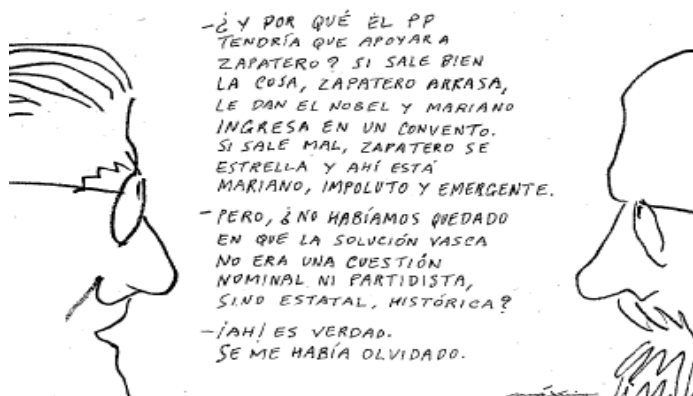 -¿Y POR QUÉ EL PP
TENDRÍA QUE APOYAR A
ZAPATERO? SI SALE BIEN
LA COSA, ZAPATERO ARRASA,
LE DAN EL NOBEL Y MARIANO
INGRESA EN UN CONVENTO.
SI SALE MAL, ZAPATERO SE
ESTRELLA Y AHÍ ESTÁ
MARIANO, IMPOLUTO Y EMERGENTE.
-PERO, ¿NO HABÍAMOS QUEDADO
EN QUE LA SOLUCIÓN VASCA
NO ERA UNA CUESTIÓN
NOMINAL NI PARTIDISTA,
SINO ESTATAL, HISTÓRICA?
-¡AH! ES VERDAD.
SE ME HABÍA OLVIDADO.